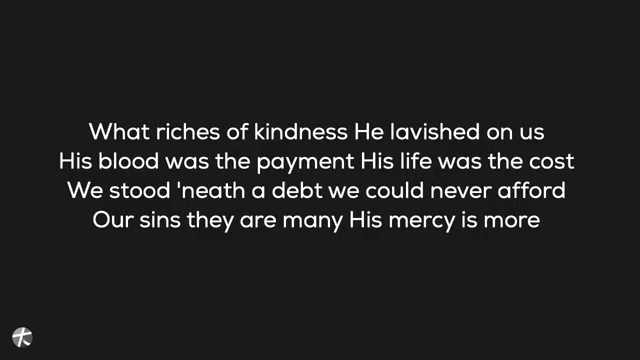 What riches of kindness He lavished on us
His blood was the payment His life was the cost
We stood 'neath a debt we could never afford
Our sins they are many His mercy is more